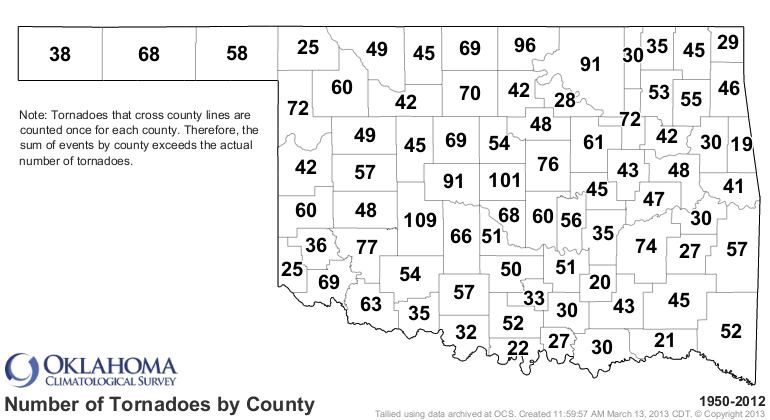 38 68 58 25 49 45 69 96 91 30 35 45 29
72 60 42 70 42 28 53 55 46
Note: Tornadoes that cross county lines are
counted once for each county. Therefore, the
sum of events by county exceeds the actual
number of tornadoes.
49 45 69 54 48 61 72 42 30 19
42 57 91 101 76 45 43 48 41
60 48 109 68 60 56 35 47 30
36 77 66 51 74 27 57
25 69 54 50 51 20
63 35 57 33 30 43 45
32 52 22 27 30 21 52
OKLAHOMA
CLIMATOLOGICAL SURVEY
Number of Tornadoes by County
1950-2012
Tallied using data archived at OCS. Created 11:59:57 AM March 13, 2013 CDT. © Copyright 2013